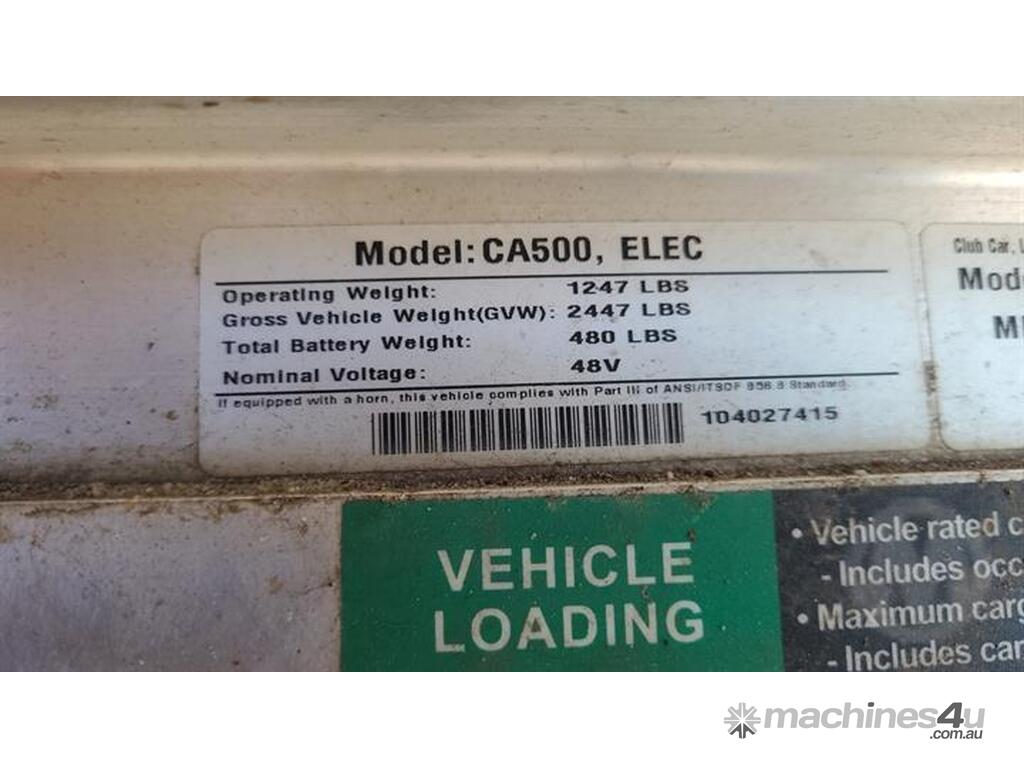 Model: CA500, ELEC
Operating Weight: 1247 LBS
Gross Vehicle Weight(GVW): 2447 LBS
Total Battery Weight: 480 LBS
Nominal Voltage: 48V
If equipped with a horn, this vehicle complies with Part III of ANSI/ITSDF B56.8 Standard.
104027415
Club Car, L
Mod
M
VEHICLE
LOADING
• Vehicle rated c
- Includes occ
• Maximum carg
- Includes car
machines4u
.com.au